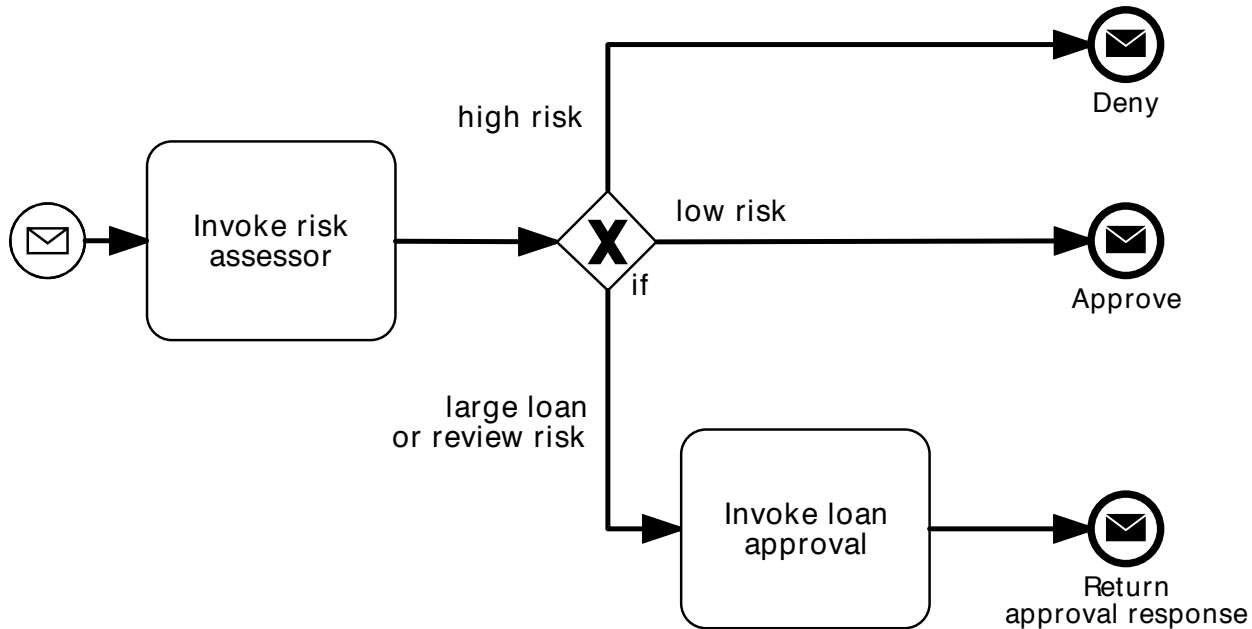 Deny
high risk
low risk
Invoke risk
assessor
X
if
Approve
large loan
or review risk
Invoke loan
approval
Return
approval response